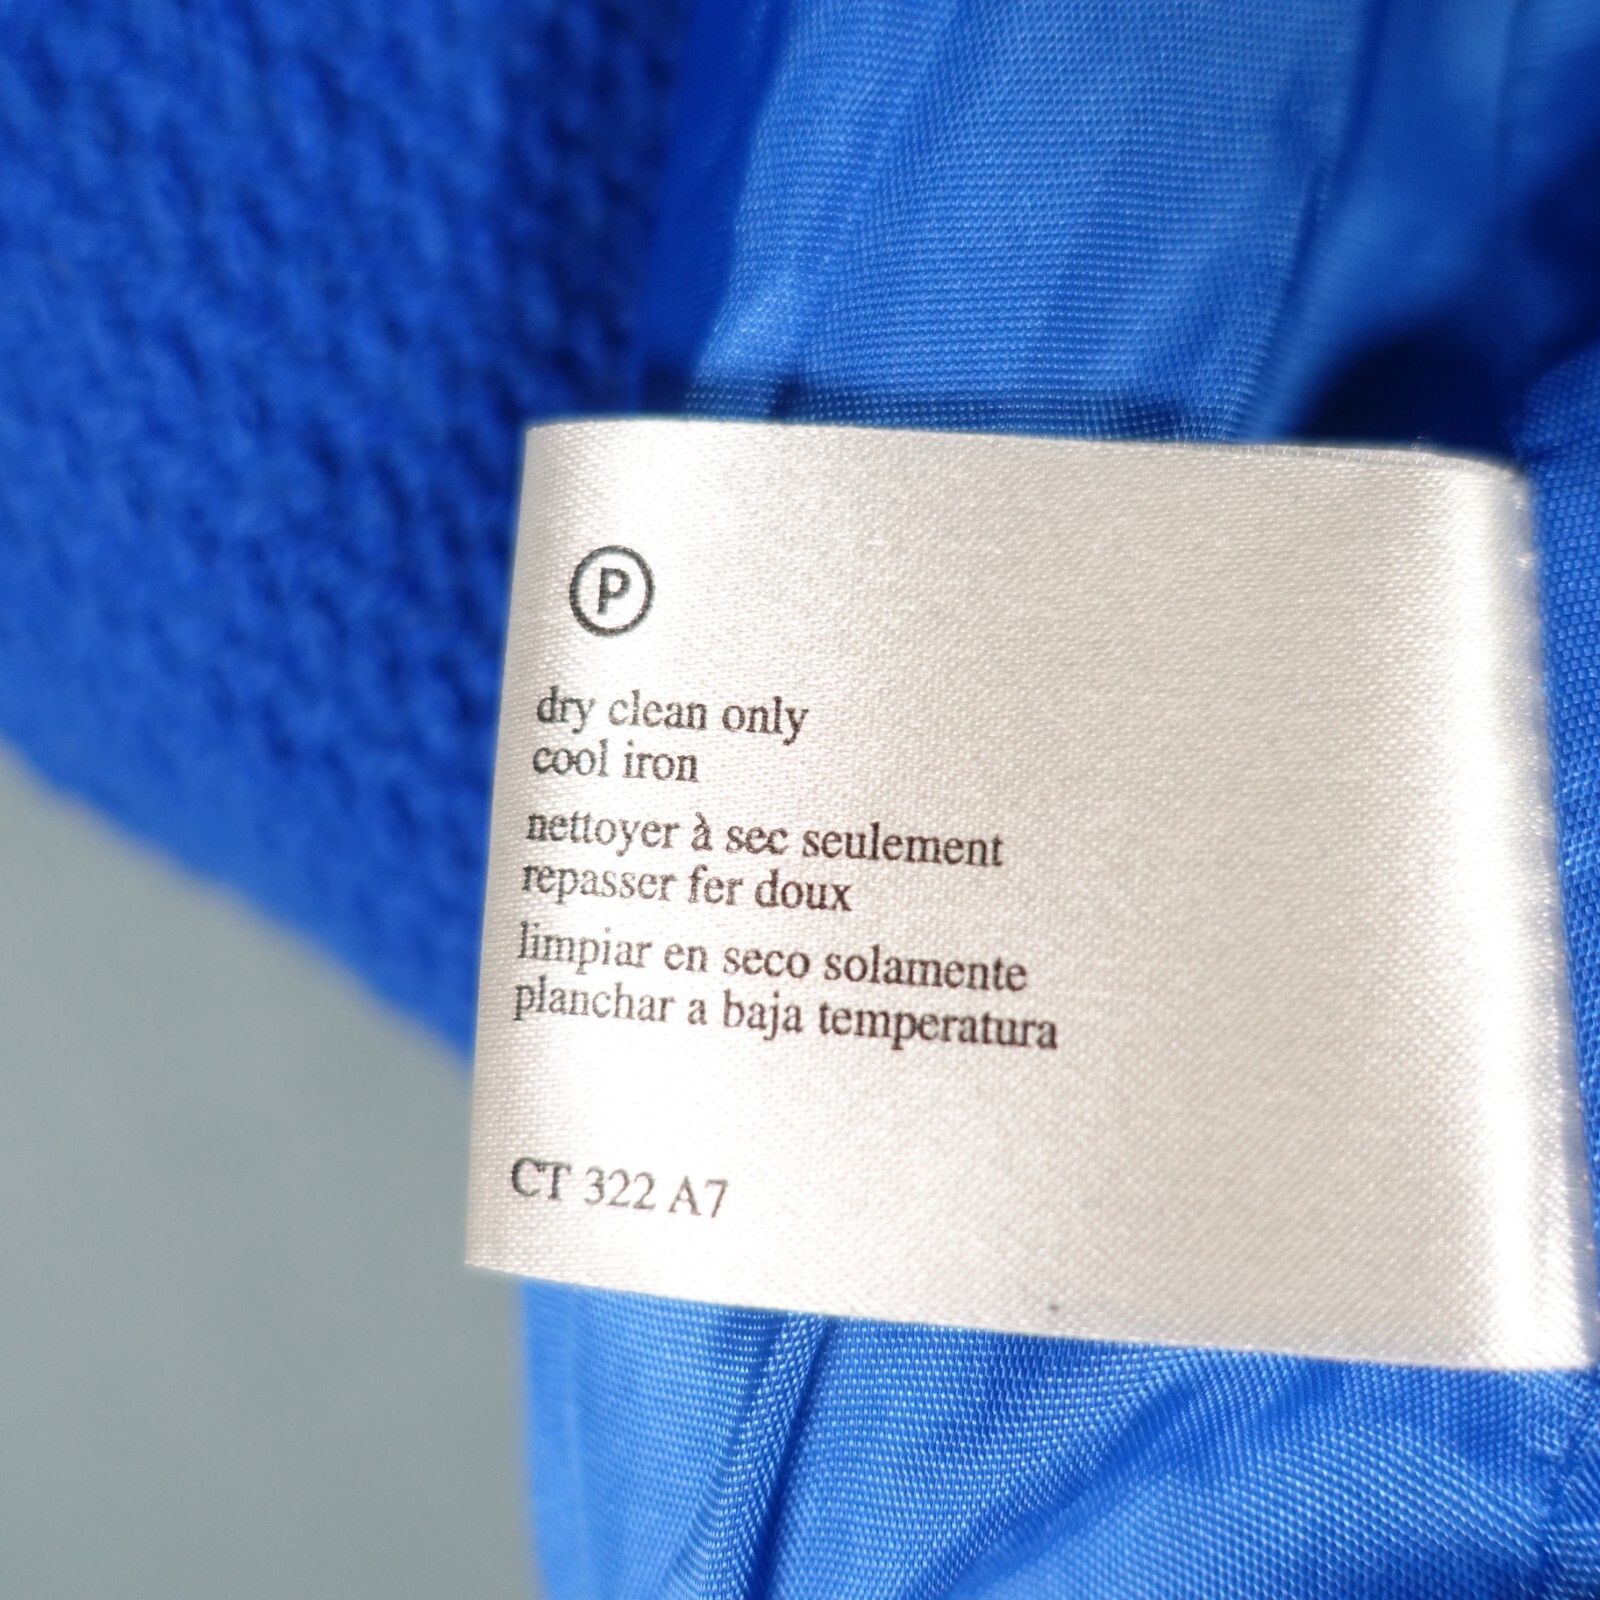 P
dry clean only
cool iron
nettoyer à sec seulement
repasser fer doux
limpiar en seco solamente
planchar a baja temperatura
CT 322 A7